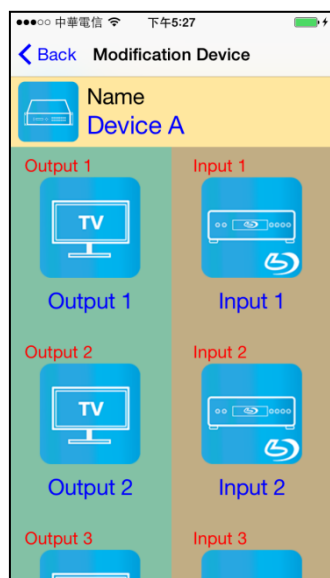 中華電信 下午5:27
Back Modification Device
Name
Device A
Output 1 Input 1
TV
Output 1 Input 1
Output 2 Input 2
TV
Output 2 Input 2
Output 3 Input 3